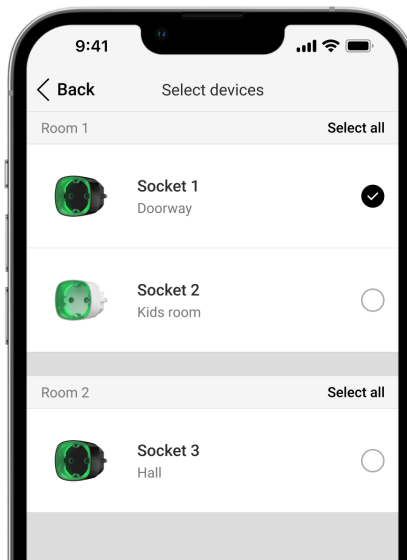 9:41
Back
Select devices
Room 1
Select all
Socket 1
Doorway
Socket 2
Kids room
Room 2
Select all
Socket 3
Hall